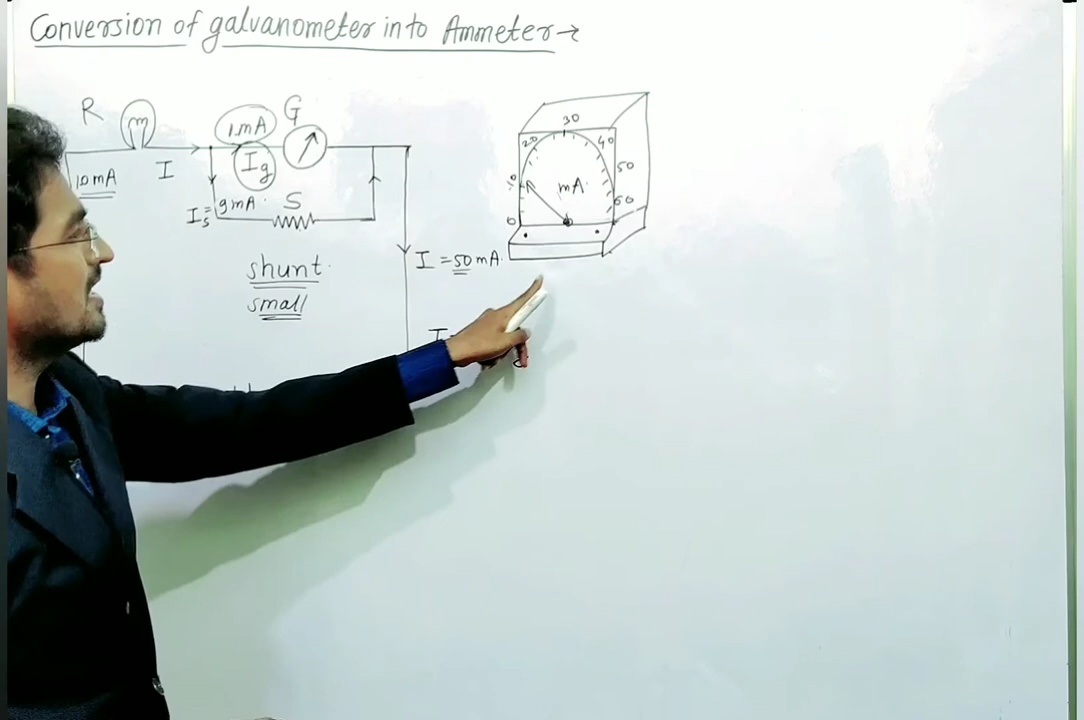 Conversion of galvanometer into Ammeter→
R
1mA
G
I
Ig
10mA
Is = 9mA
S
shunt
small
I = 50mA
I=
0
10
20
30
40
50
60
mA